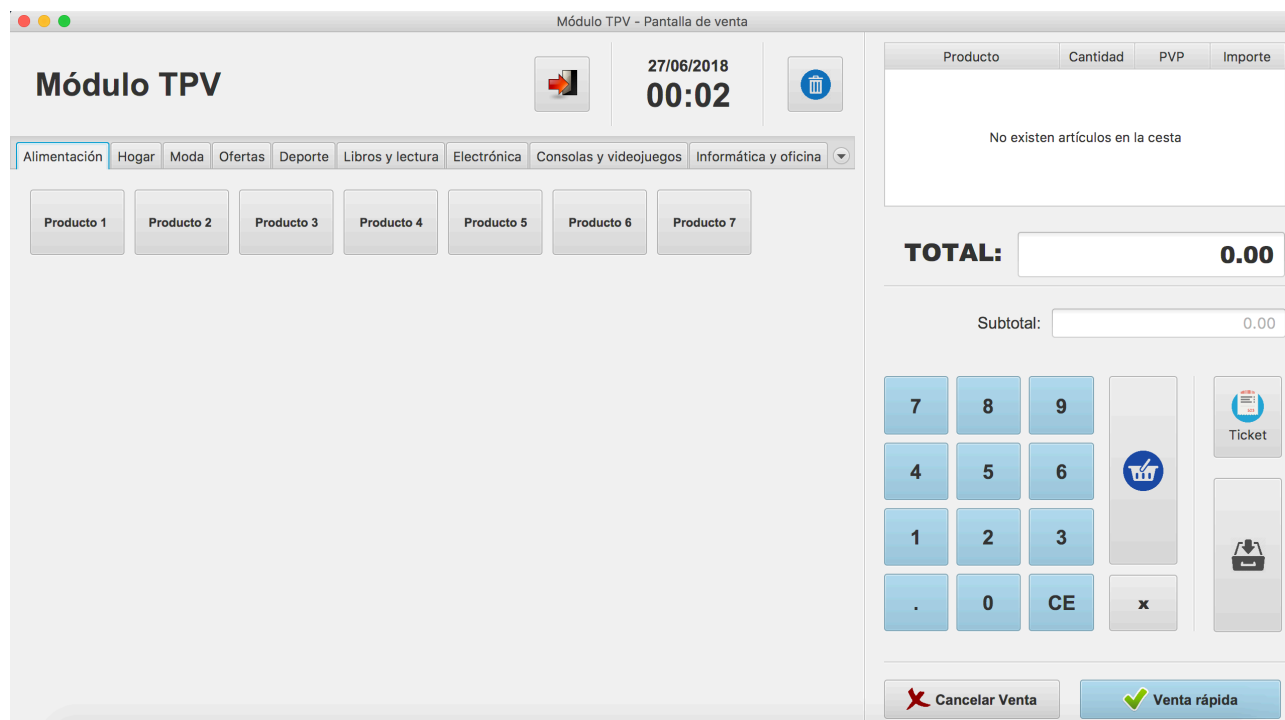 Módulo TPV - Pantalla de venta
Módulo TPV
27/06/2018
00:02
Alimentación Hogar Moda Ofertas Deporte Libros y lectura Electrónica Consolas y videojuegos Informática y oficina
Producto 1 Producto 2 Producto 3 Producto 4 Producto 5 Producto 6 Producto 7
Producto Cantidad PVP Importe
No existen artículos en la cesta
TOTAL: 0.00
Subtotal: 0.00
7 8 9
Ticket
4 5 6
1 2 3
. 0 CE x
Cancelar Venta Venta rápida